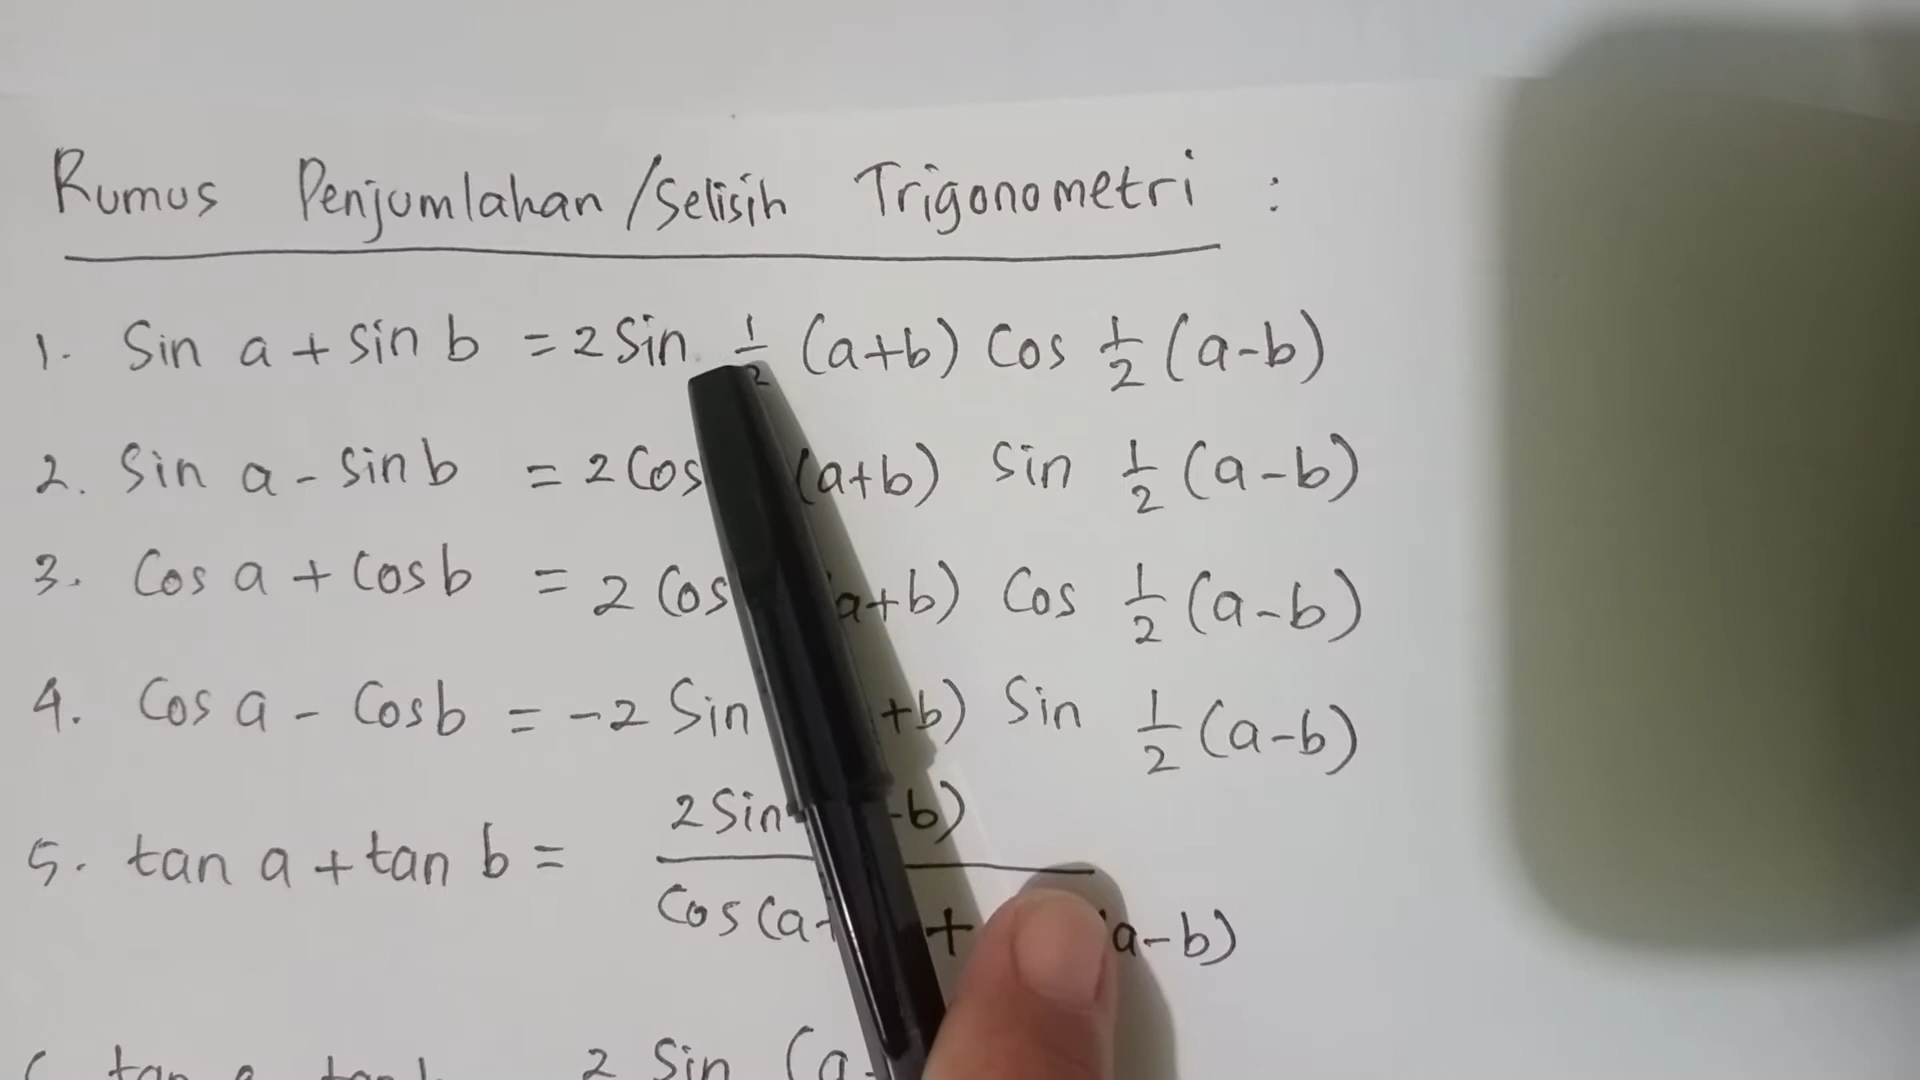 Rumus Penjumlahan/Selisih Trigonometri :
1. Sin a + sin b = 2 Sin 1/2 (a+b) Cos 1/2 (a-b)
2. Sin a - sin b = 2 Cos (a+b) sin 1/2 (a-b)
3. Cos a + Cos b = 2 Cos a+b) Cos 1/2 (a-b)
4. Cos a - Cos b = -2 Sin +b) Sin 1/2 (a-b)
2 Sin -b)
5. tan a + tan b =
Cos (a+ + a-b)
2 Sin (a-